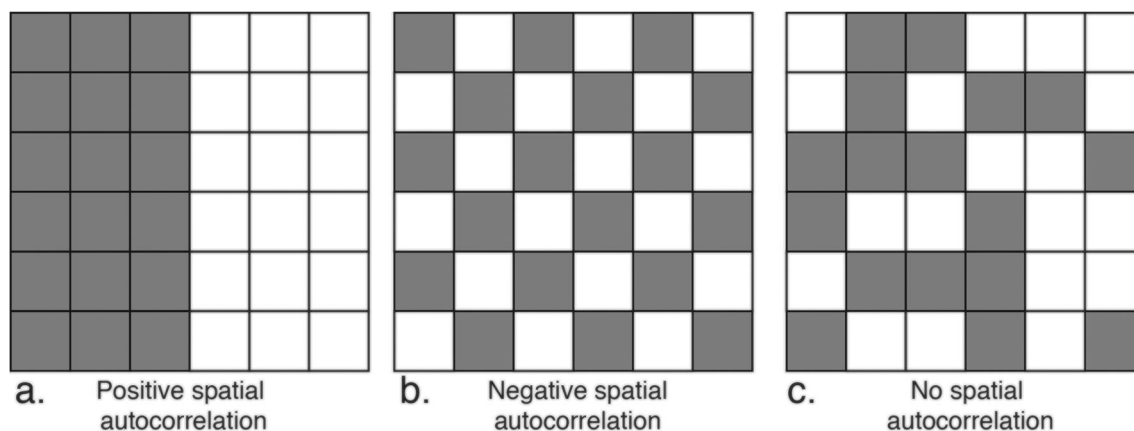 a. Positive spatial
autocorrelation
b. Negative spatial
autocorrelation
c. No spatial
autocorrelation